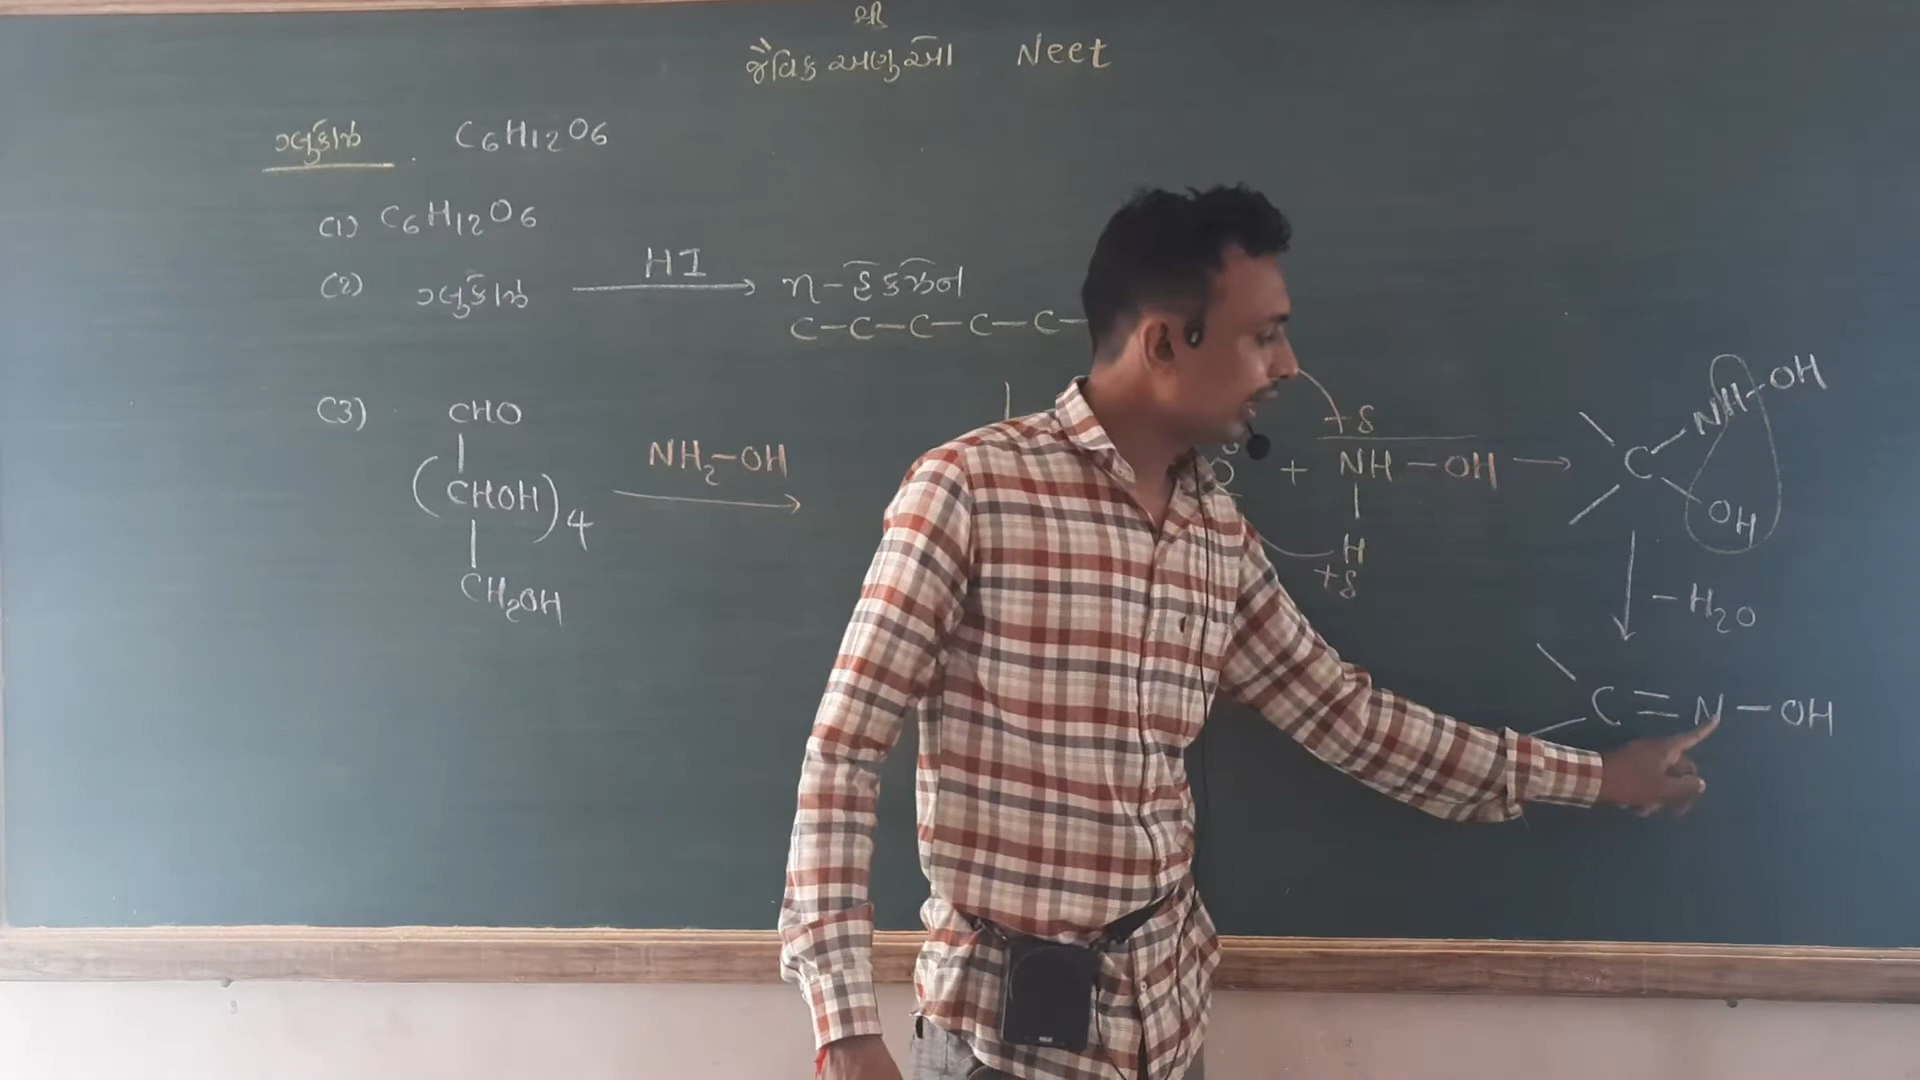 શ્રી
જૈવિક અણુઓ Neet
ગ્લુકોઝ C6H12O6
(1) C6H12O6
(2) ગ્લુકોઝ HI n-હેકઝેન
C-C-C-C-C-
(3) CHO
(CHOH)4
CH2OH
NH2-OH
+δ
O + NH-OH
H
+δ
C NH-OH
OH
-H2O
C=N-OH